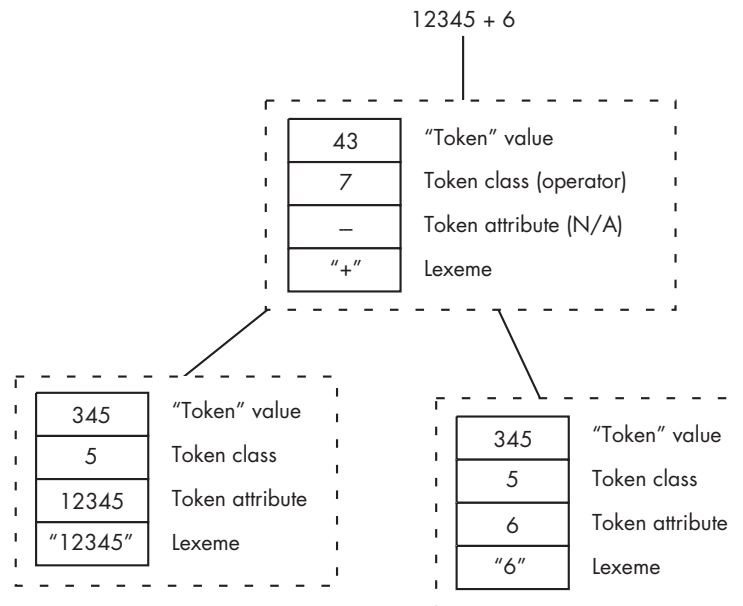 12345 + 6
43 “Token” value
7 Token class (operator)
– Token attribute (N/A)
“+” Lexeme
345 “Token” value
5 Token class
12345 Token attribute
“12345” Lexeme
345 “Token” value
5 Token class
6 Token attribute
“6” Lexeme